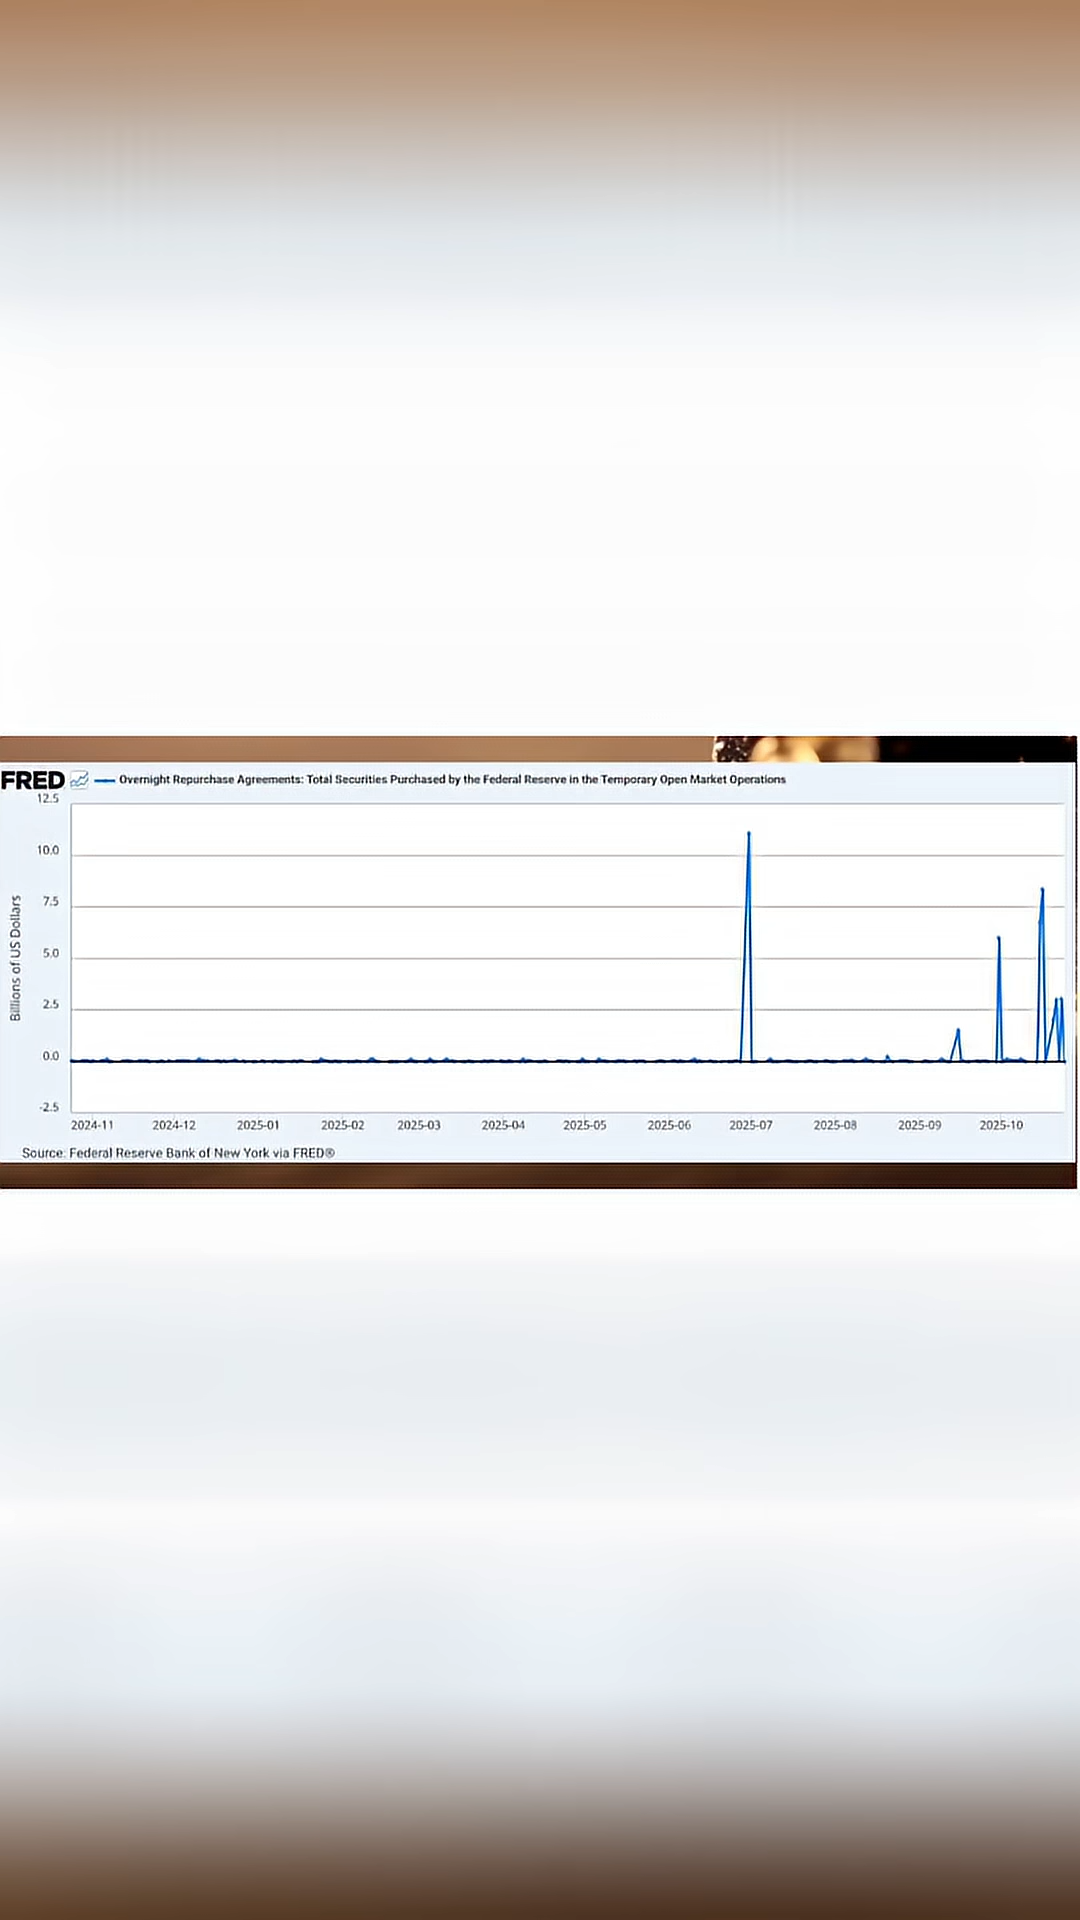 FRED — Overnight Repurchase Agreements: Total Securities Purchased by the Federal Reserve in the Temporary Open Market Operations
12.5
10.0
7.5
5.0
2.5
0.0
-2.5
Billions of US Dollars
2024-11 2024-12 2025-01 2025-02 2025-03 2025-04 2025-05 2025-06 2025-07 2025-08 2025-09 2025-10
Source: Federal Reserve Bank of New York via FRED®